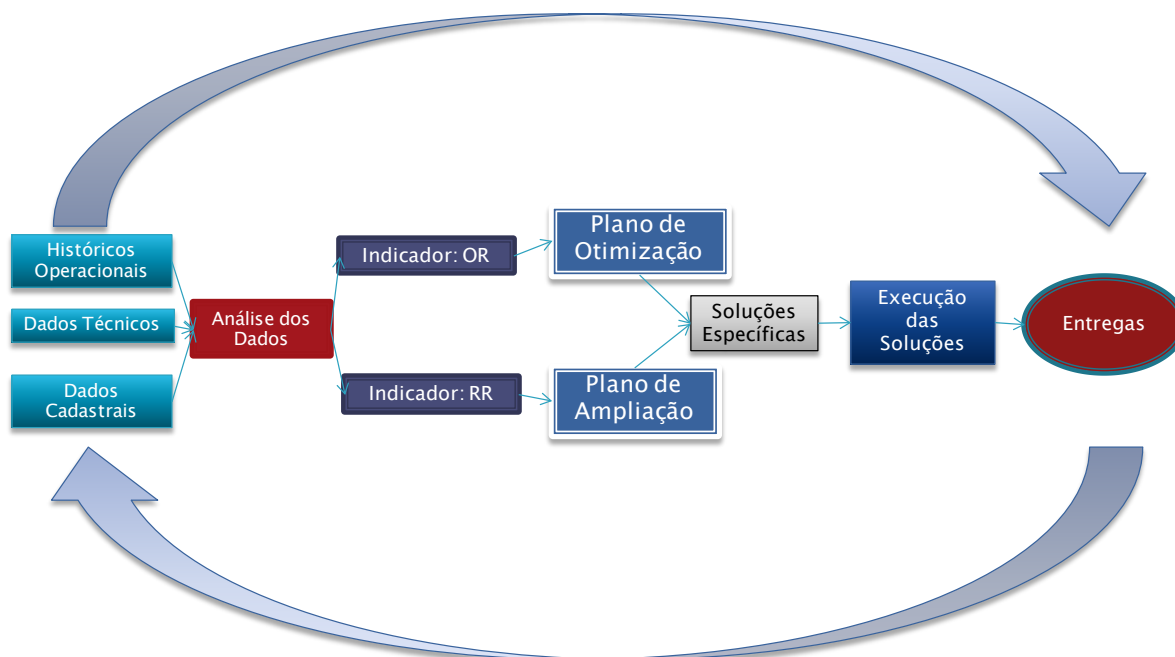 Históricos
Operacionais
Dados Técnicos
Dados
Cadastrais
Análise dos
Dados
Indicador: OR
Indicador: RR
Plano de
Otimização
Plano de
Ampliação
Soluções
Específicas
Execução
das
Soluções
Entregas